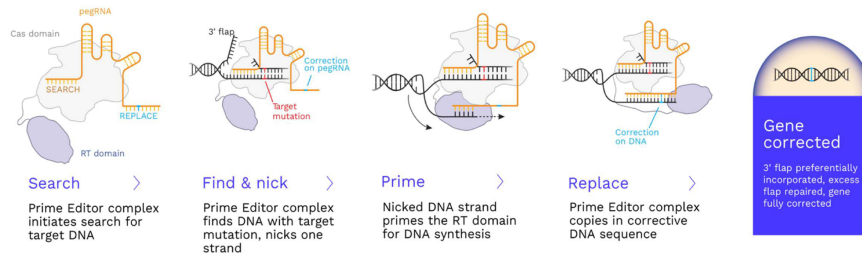 pegRNA
Cas domain
SEARCH
REPLACE
RT domain
3' flap
Correction
on pegRNA
Target
mutation
Correction
on DNA
Search
Prime Editor complex
initiates search for
target DNA
Find & nick
Prime Editor complex
finds DNA with target
mutation, nicks one
strand
Prime
Nicked DNA strand
primes the RT domain
for DNA synthesis
Replace
Prime Editor complex
copies in corrective
DNA sequence
Gene
corrected
3' flap preferentially
incorporated, excess
flap repaired, gene
fully corrected